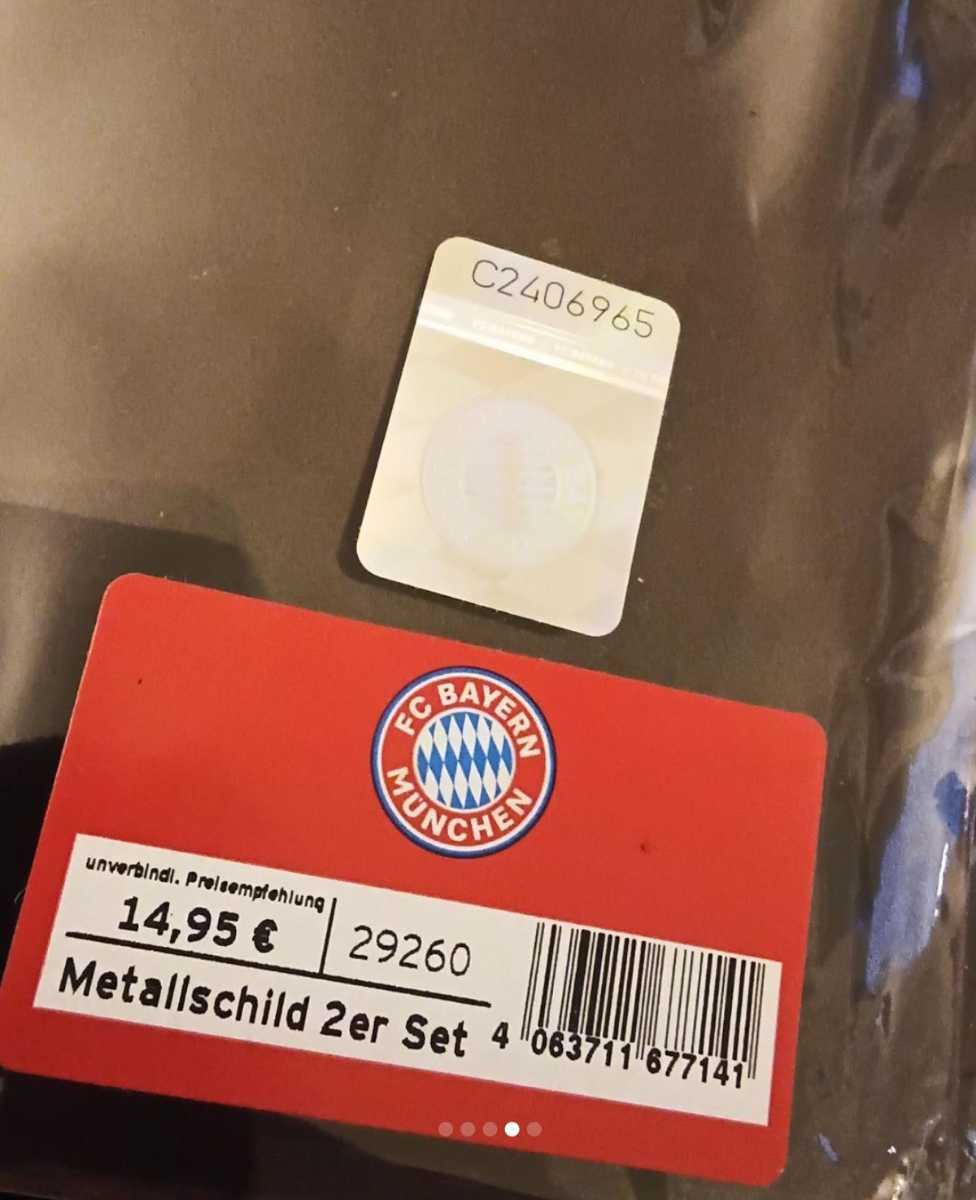 C2406965
FC BAYERN
MÜNCHEN
unverbindl. Preisempfehlung
14,95 €
29260
Metallschild 2er Set
4 063711 677141